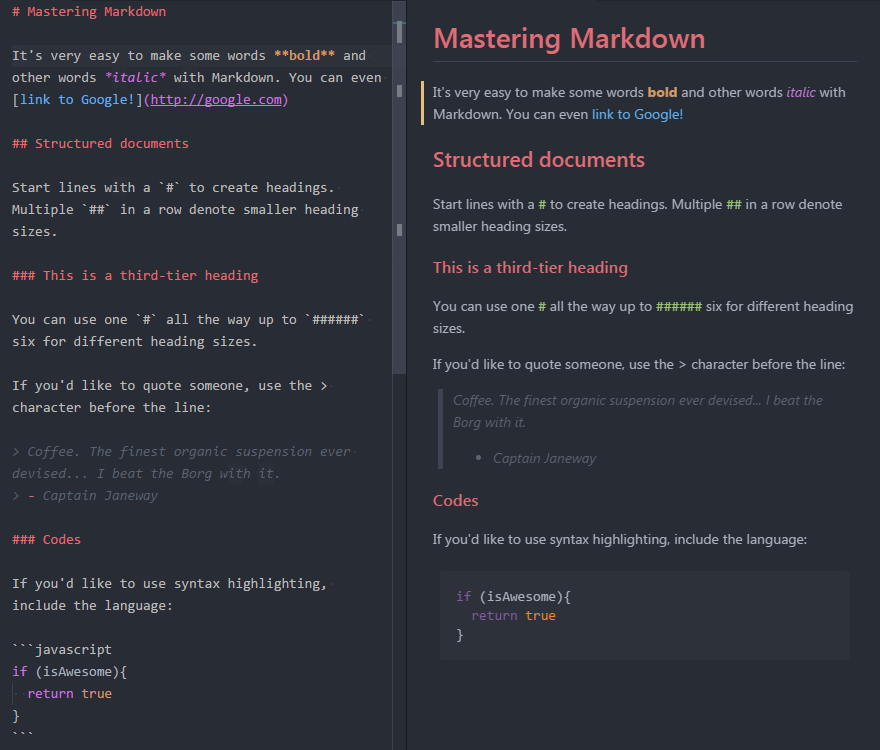 # Mastering Markdown
It's very easy to make some words **bold** and
other words *italic* with Markdown. You can even
[link to Google!](http://google.com)
## Structured documents
Start lines with a `#` to create headings.
Multiple `##` in a row denote smaller heading
sizes.
### This is a third-tier heading
You can use one `#` all the way up to `######`
six for different heading sizes.
If you'd like to quote someone, use the >
character before the line:
> Coffee. The finest organic suspension ever
devised... I beat the Borg with it.
> - Captain Janeway
### Codes
If you'd like to use syntax highlighting,
include the language:
```javascript
if (isAwesome){
  return true
}
```
Mastering Markdown
It's very easy to make some words bold and other words italic with
Markdown. You can even link to Google!
Structured documents
Start lines with a # to create headings. Multiple ## in a row denote
smaller heading sizes.
This is a third-tier heading
You can use one # all the way up to ###### six for different heading
sizes.
If you'd like to quote someone, use the > character before the line:
Coffee. The finest organic suspension ever devised... I beat the
Borg with it.
• Captain Janeway
Codes
If you'd like to use syntax highlighting, include the language:
if (isAwesome){
  return true
}